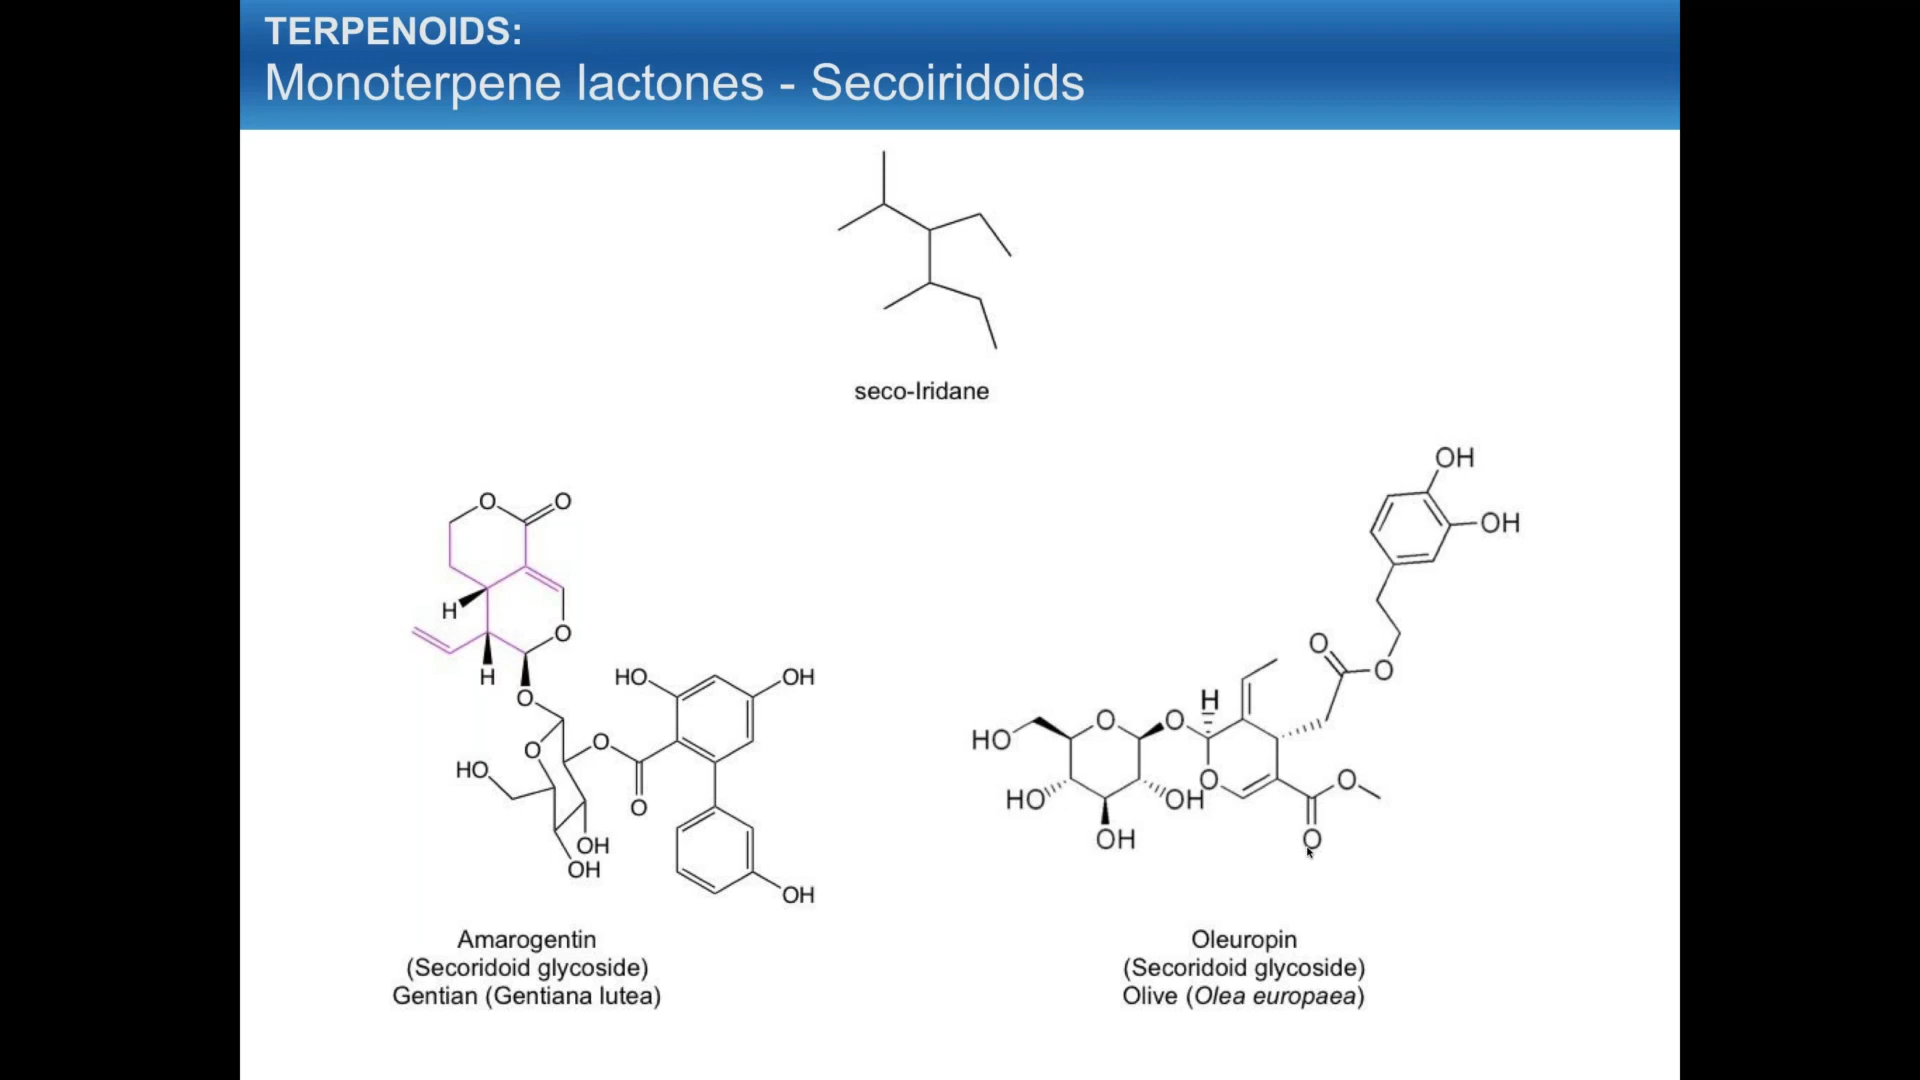 TERPENOIDS:
Monoterpene lactones - Secoiridoids
seco-Iridane
O O
H
O
H
O
HO OH
O
O
HO
O
OH
OH
OH
Amarogentin
(Secoridoid glycoside)
Gentian (Gentiana lutea)
OH
OH
O
O
H
O
O
HO
O
O
HO
OH
OH
O
Oleuropin
(Secoridoid glycoside)
Olive (Olea europaea)